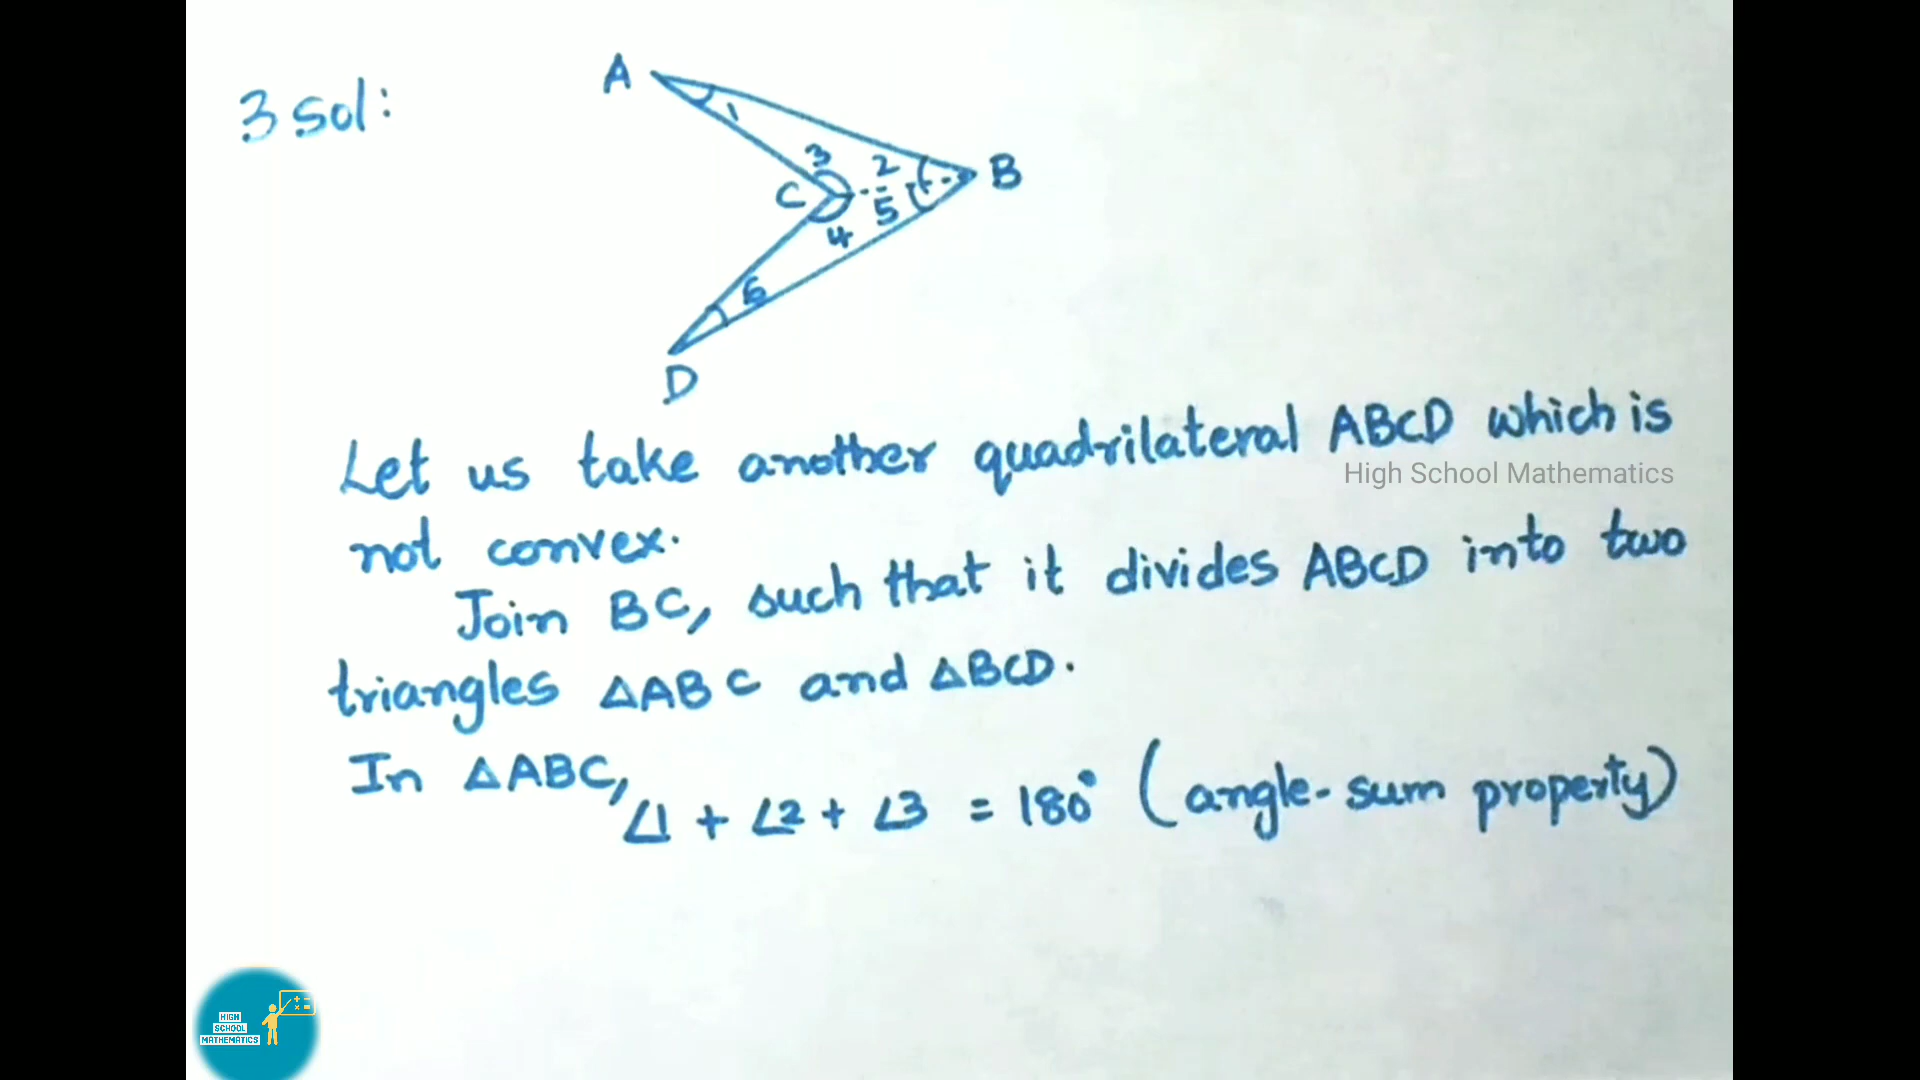 3 sol:
A
1
3
2
C
B
5
4
6
D
Let us take another quadrilateral ABCD which is
High School Mathematics
not convex.
Join BC, such that it divides ABCD into two
triangles △ABC and △BCD.
In △ABC,
∠1 + ∠2 + ∠3 = 180° (angle-sum property)
HIGH
SCHOOL
MATHEMATICS